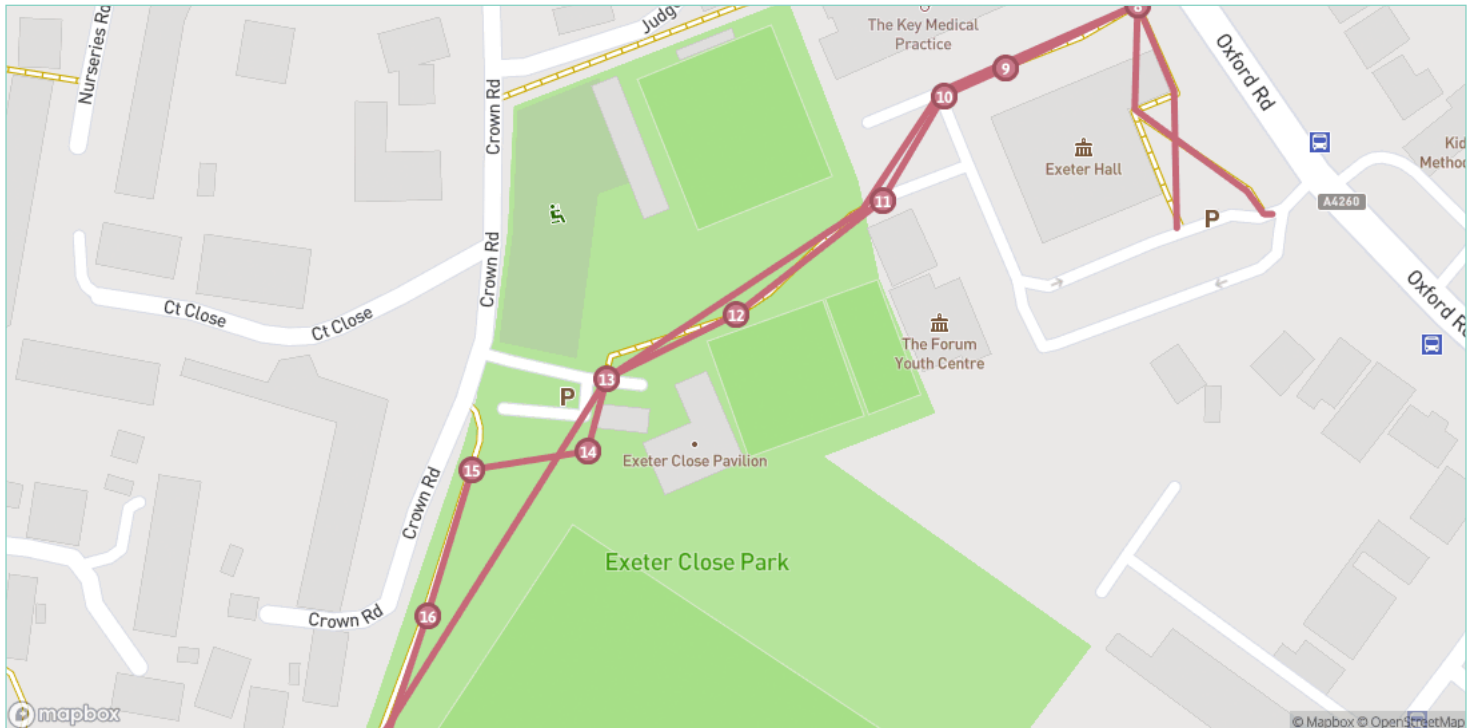 Nurseries Rd
Judge
The Key Medical
Practice
Oxford Rd
Crown Rd
9
10
Exeter Hall
Kid
Metho
P
A4260
11
Crown Rd
Ct Close
Ct Close
12
The Forum
Youth Centre
Oxford Rd
13
P
14
Exeter Close Pavilion
15
Crown Rd
Exeter Close Park
16
Crown Rd
mapbox
© Mapbox © OpenStreetMap